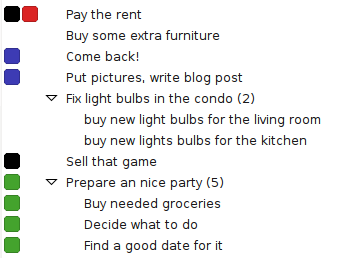 Pay the rent
Buy some extra furniture
Come back!
Put pictures, write blog post
Fix light bulbs in the condo (2)
buy new light bulbs for the living room
buy new lights bulbs for the kitchen
Sell that game
Prepare an nice party (5)
Buy needed groceries
Decide what to do
Find a good date for it